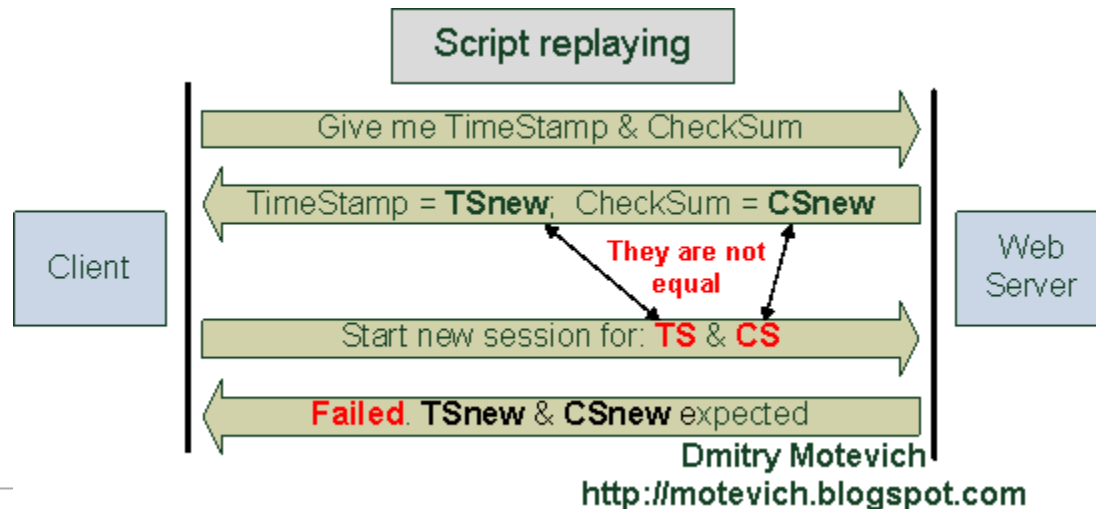 Script replaying
Give me TimeStamp & CheckSum
TimeStamp = TSnew;  CheckSum = CSnew
Client
They are not
equal
Web
Server
Start new session for: TS & CS
Failed. TSnew & CSnew expected
Dmitry Motevich
http://motevich.blogspot.com